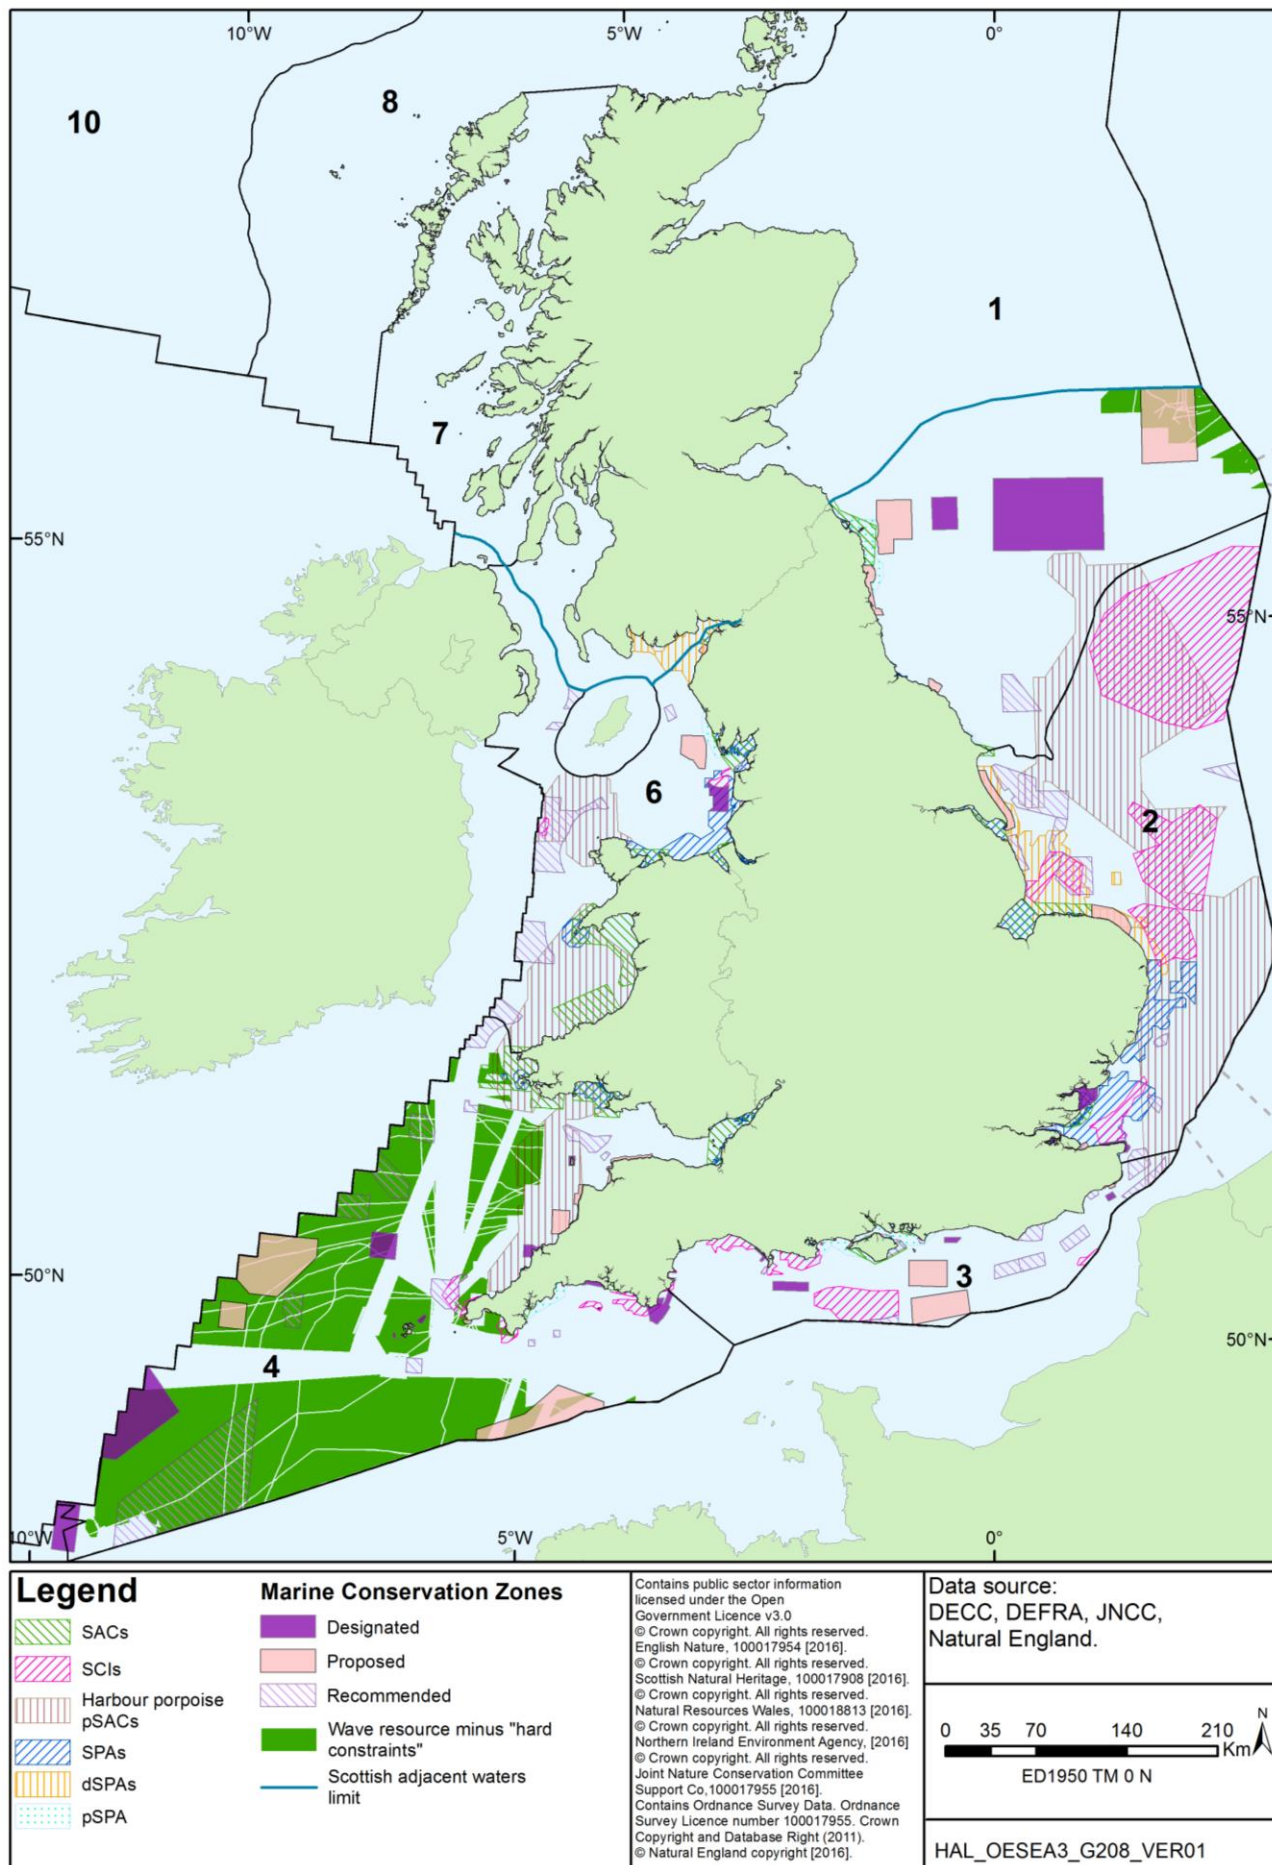 10°W 5°W 0°
8
10
1
7
55°N
55°N
6
2
50°N
3
50°N
4
10°W 5°W 0°
Legend
SACs
SCIs
Harbour porpoise
pSACs
SPAs
dSPAs
pSPA
Marine Conservation Zones
Designated
Proposed
Recommended
Wave resource minus "hard
constraints"
Scottish adjacent waters
limit
Contains public sector information
licensed under the Open
Government Licence v3.0
© Crown copyright. All rights reserved.
English Nature, 100017954 [2016].
© Crown copyright. All rights reserved.
Scottish Natural Heritage, 100017908 [2016].
© Crown copyright. All rights reserved.
Natural Resources Wales, 100018813 [2016].
© Crown copyright. All rights reserved.
Northern Ireland Environment Agency, [2016]
© Crown copyright. All rights reserved.
Joint Nature Conservation Committee
Support Co,100017955 [2016].
Contains Ordnance Survey Data. Ordnance
Survey Licence number 100017955. Crown
Copyright and Database Right (2011).
© Natural England copyright [2016].
Data source:
DECC, DEFRA, JNCC,
Natural England.
N
0 35 70 140 210
Km
ED1950 TM 0 N
HAL_OESEA3_G208_VER01